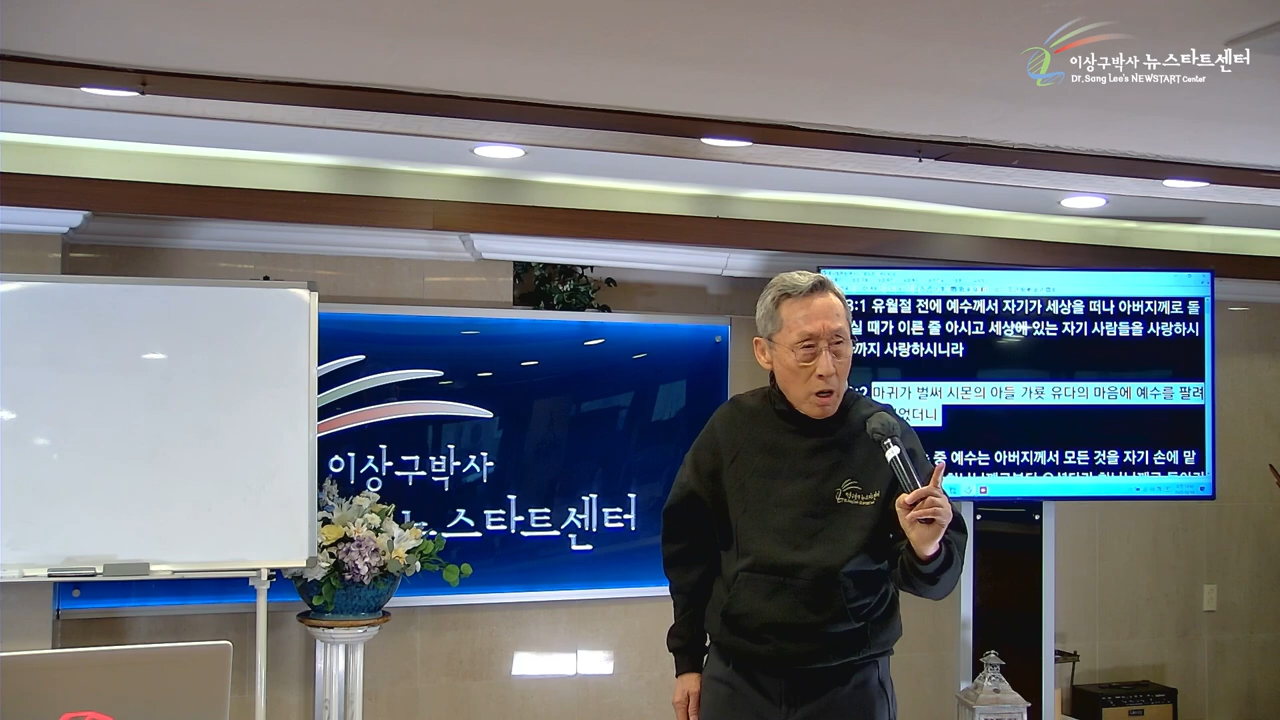 이상구박사 뉴스타트센터
Dr. Sang Lee's NEWSTART Center
:1 유월절 전에 예수께서 자기가 세상을 떠나 아버지께로 돌
실 때가 이른 줄 아시고 세상에 있는 자기 사람들을 사랑하시
까지 사랑하시니라
:2 마귀가 벌써 시몬의 아들 가룟 유다의 마음에 예수를 팔려
었더니
중 예수는 아버지께서 모든 것을 자기 손에 맡
이상구박사
뉴스타트센터